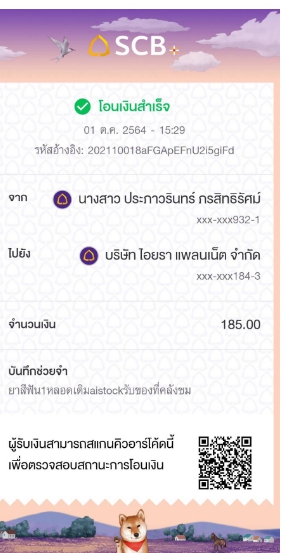 SCB
โอนเงินสำเร็จ
01 ต.ค. 2564 - 15:29
รหัสอ้างอิง: 202110018aFGApEFnU2i5giFd
จาก นางสาว ประภาวรินทร์ ภรสิทธิรัศม์
xxx-xxx932-1
ไปยัง บริษัท ไอยรา แพลนเน็ต จำกัด
xxx-xxx184-3
จำนวนเงิน 185.00
บันทึกช่วยจำ
ยาสีฟัน1หลอดเติมaistockรับของที่คลังชม
ผู้รับเงินสามารถสแกนคิวอาร์โค้ดนี้
เพื่อตรวจสอบสถานะการโอนเงิน